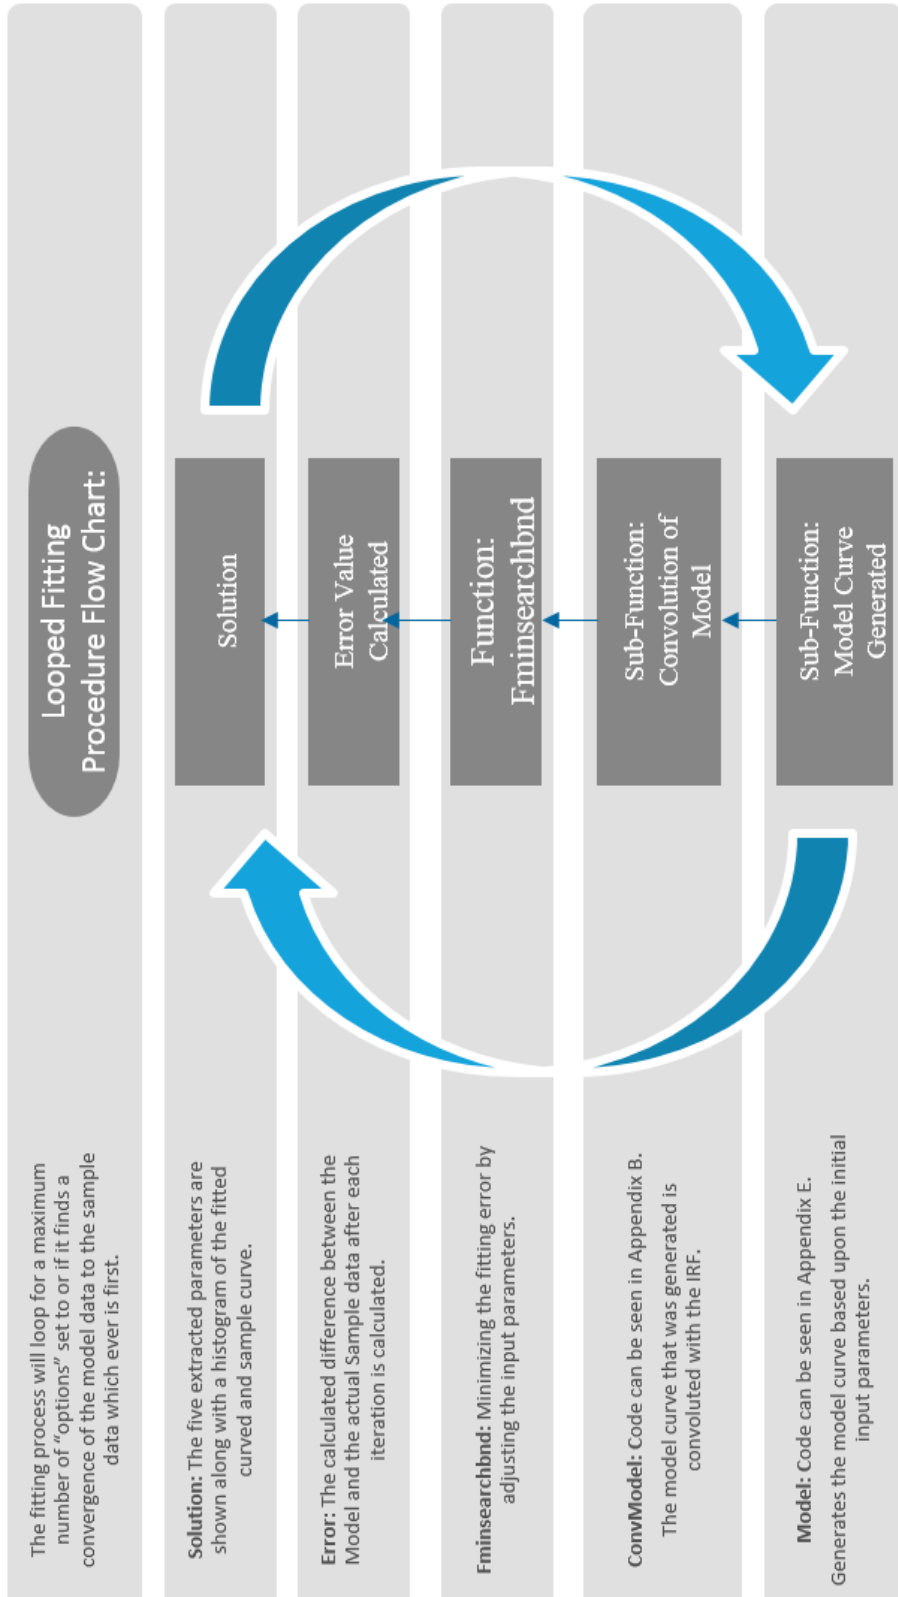 The fitting process will loop for a maximum
number of “options” set to or if it finds a
convergence of the model data to the sample
data which ever is first.
Looped Fitting
Procedure Flow Chart:
Solution: The five extracted parameters are
shown along with a histogram of the fitted
curved and sample curve.
Solution
Error: The calculated difference between the
Model and the actual Sample data after each
iteration is calculated.
Error Value
Calculated
Fminsearchbnd: Minimizing the fitting error by
adjusting the input parameters.
Function:
Fminsearchbnd
ConvModel: Code can be seen in Appendix B.
The model curve that was generated is
convoluted with the IRF.
Sub-Function:
Convolution of
Model
Model: Code can be seen in Appendix E.
Generates the model curve based upon the initial
input parameters.
Sub-Function:
Model Curve
Generated